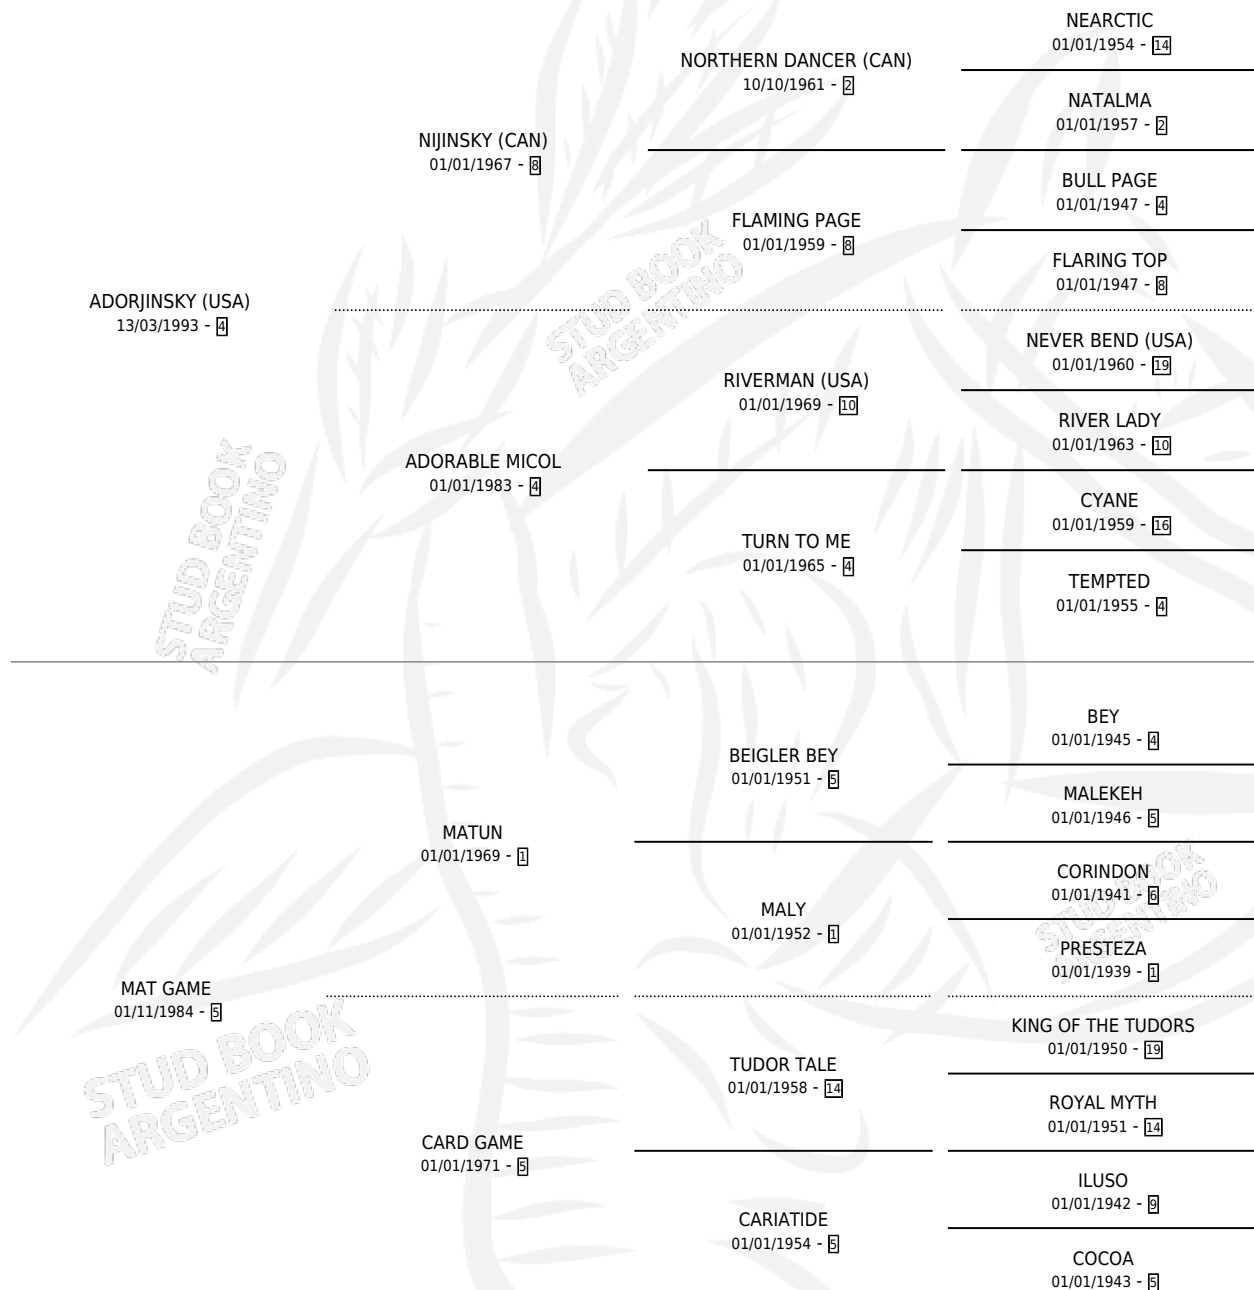 NEARCTIC
01/01/1954 - 14
NORTHERN DANCER (CAN)
10/10/1961 - 2
NATALMA
01/01/1957 - 2
NIJINSKY (CAN)
01/01/1967 - 8
BULL PAGE
01/01/1947 - 4
FLAMING PAGE
01/01/1959 - 8
FLARING TOP
01/01/1947 - 8
ADORJINSKY (USA)
13/03/1993 - 4
NEVER BEND (USA)
01/01/1960 - 19
RIVERMAN (USA)
01/01/1969 - 10
RIVER LADY
01/01/1963 - 10
ADORABLE MICOL
01/01/1983 - 4
CYANE
01/01/1959 - 16
TURN TO ME
01/01/1965 - 4
TEMPTED
01/01/1955 - 4
BEY
01/01/1945 - 4
BEIGLER BEY
01/01/1951 - 5
MALEKEH
01/01/1946 - 5
MATUN
01/01/1969 - 1
CORINDON
01/01/1941 - 6
MALY
01/01/1952 - 1
PRESTEZA
01/01/1939 - 1
MAT GAME
01/11/1984 - 5
KING OF THE TUDORS
01/01/1950 - 19
TUDOR TALE
01/01/1958 - 14
ROYAL MYTH
01/01/1951 - 14
CARD GAME
01/01/1971 - 5
ILUSO
01/01/1942 - 9
CARIATIDE
01/01/1954 - 5
COCOA
01/01/1943 - 5
STUD BOOK
ARGENTINO
STUD BOOK
ARGENTINO
STUD BOOK
ARGENTINO
STUD BOOK
ARGENTINO